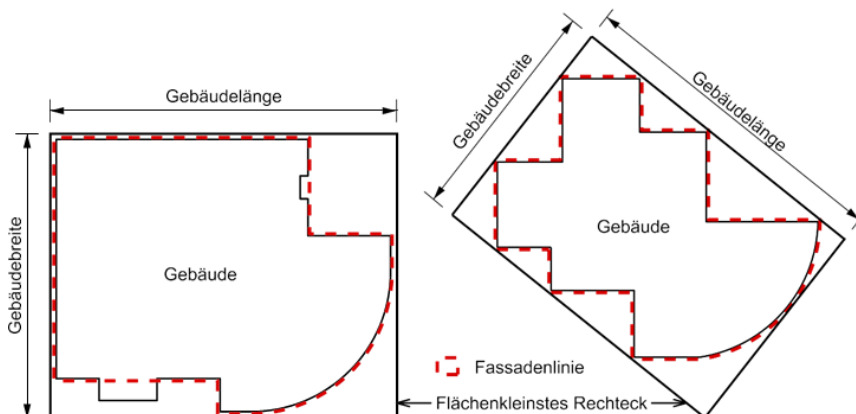 Gebäudelänge
Gebäudebreite
Gebäude
Gebäudebreite
Gebäudelänge
Gebäude
Fassadenlinie
Flächenkleinstes Rechteck